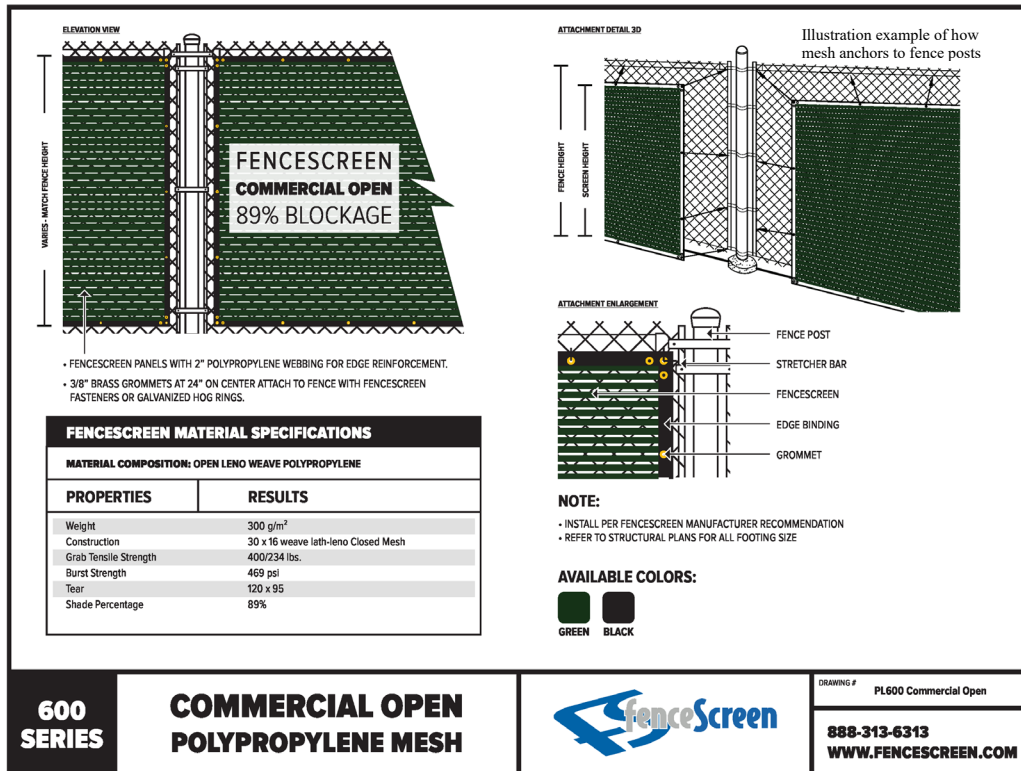 ELEVATION VIEW
VARIES - MATCH FENCE HEIGHT
FENCESCREEN
COMMERCIAL OPEN
89% BLOCKAGE
• FENCESCREEN PANELS WITH 2" POLYPROPYLENE WEBBING FOR EDGE REINFORCEMENT.
• 3/8" BRASS GROMMETS AT 24" ON CENTER ATTACH TO FENCE WITH FENCESCREEN
FASTENERS OR GALVANIZED HOG RINGS.
ATTACHMENT DETAIL 3D
Illustration example of how
mesh anchors to fence posts
FENCE HEIGHT
SCREEN HEIGHT
ATTACHMENT ENLARGEMENT
FENCE POST
STRETCHER BAR
FENCESCREEN
EDGE BINDING
GROMMET
FENCESCREEN MATERIAL SPECIFICATIONS
MATERIAL COMPOSITION: OPEN LENO WEAVE POLYPROPYLENE
PROPERTIES RESULTS
Weight 300 g/m²
Construction 30 x 16 weave lath-leno Closed Mesh
Grab Tensile Strength 400/234 lbs.
Burst Strength 469 psi
Tear 120 x 95
Shade Percentage 89%
NOTE:
• INSTALL PER FENCESCREEN MANUFACTURER RECOMMENDATION
• REFER TO STRUCTURAL PLANS FOR ALL FOOTING SIZE
AVAILABLE COLORS:
GREEN BLACK
600
SERIES
COMMERCIAL OPEN
POLYPROPYLENE MESH
fenceScreen
DRAWING #
PL600 Commercial Open
888-313-6313
WWW.FENCESCREEN.COM